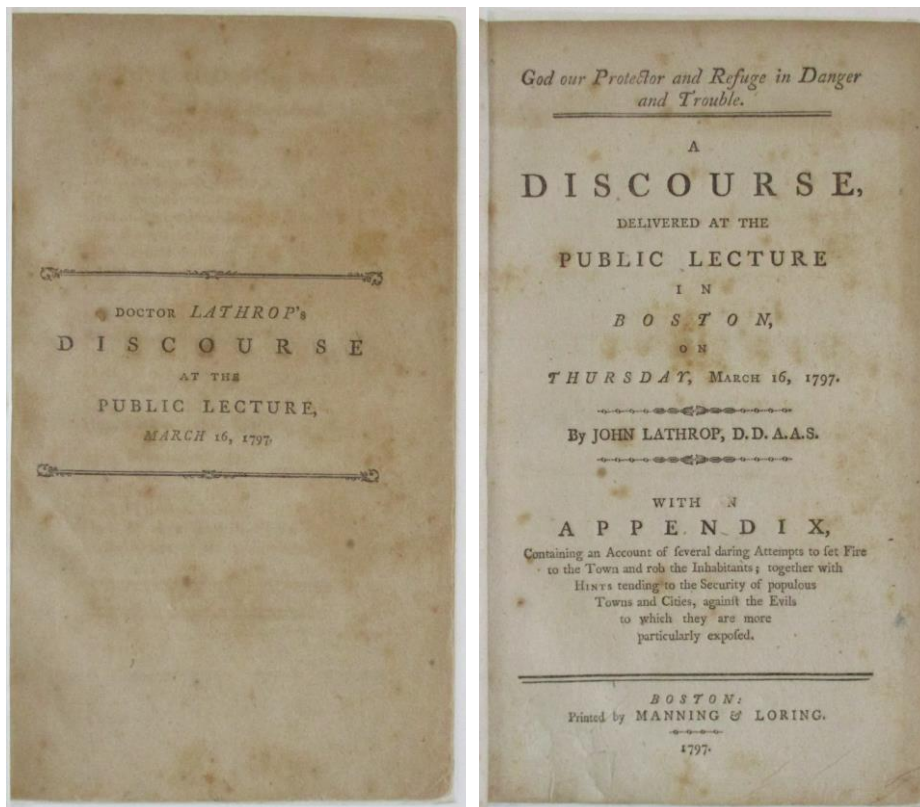 DOCTOR LATHROP's
DISCOURSE
AT THE
PUBLIC LECTURE,
MARCH 16, 1797.
God our Protector and Refuge in Danger
and Trouble.
A
DISCOURSE,
DELIVERED AT THE
PUBLIC LECTURE
IN
BOSTON,
ON
THURSDAY, MARCH 16, 1797.
By JOHN LATHROP, D.D. A.A.S.
WITH N
APPENDIX,
Containing an Account of ſeveral daring Attempts to ſet Fire
to the Town and rob the Inhabitants; together with
HINTS tending to the Security of populous
Towns and Cities, againſt the Evils
to which they are more
particularly expoſed.
BOSTON:
Printed by MANNING & LORING.
1797.